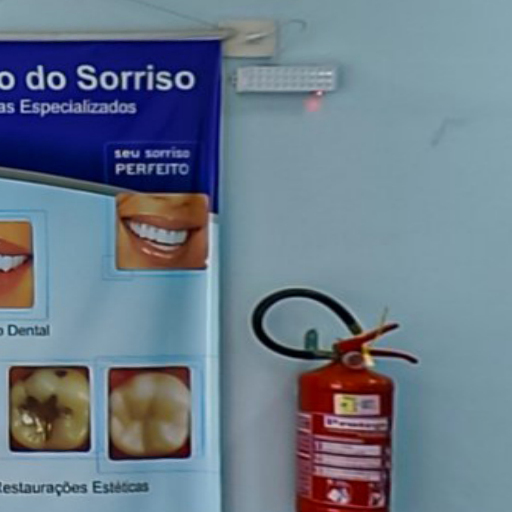 o do Sorriso
as Especializados
seu sorriso
PERFEITO
o Dental
Restaurações Estéticas